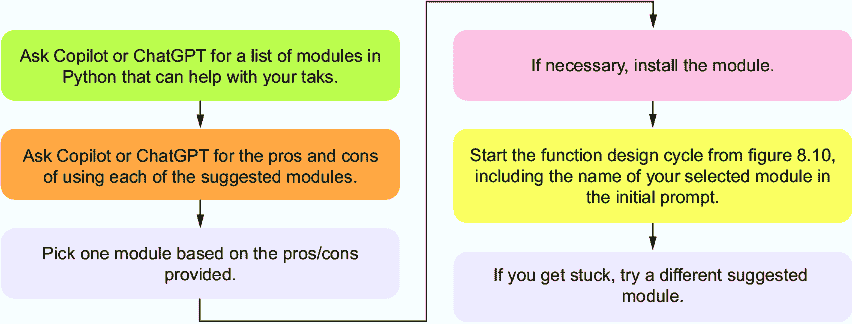 Ask Copilot or ChatGPT for a list of modules in
Python that can help with your taks.
Ask Copilot or ChatGPT for the pros and cons
of using each of the suggested modules.
Pick one module based on the pros/cons
provided.
If necessary, install the module.
Start the function design cycle from figure 8.10,
including the name of your selected module in
the initial prompt.
If you get stuck, try a different suggested
module.